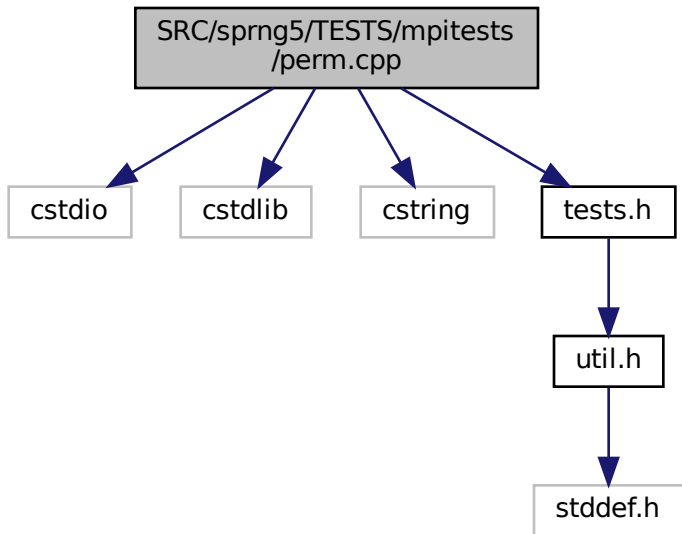 SRC/sprng5/TESTS/mpitests
/perm.cpp
cstdio
cstdlib
cstring
tests.h
util.h
stddef.h